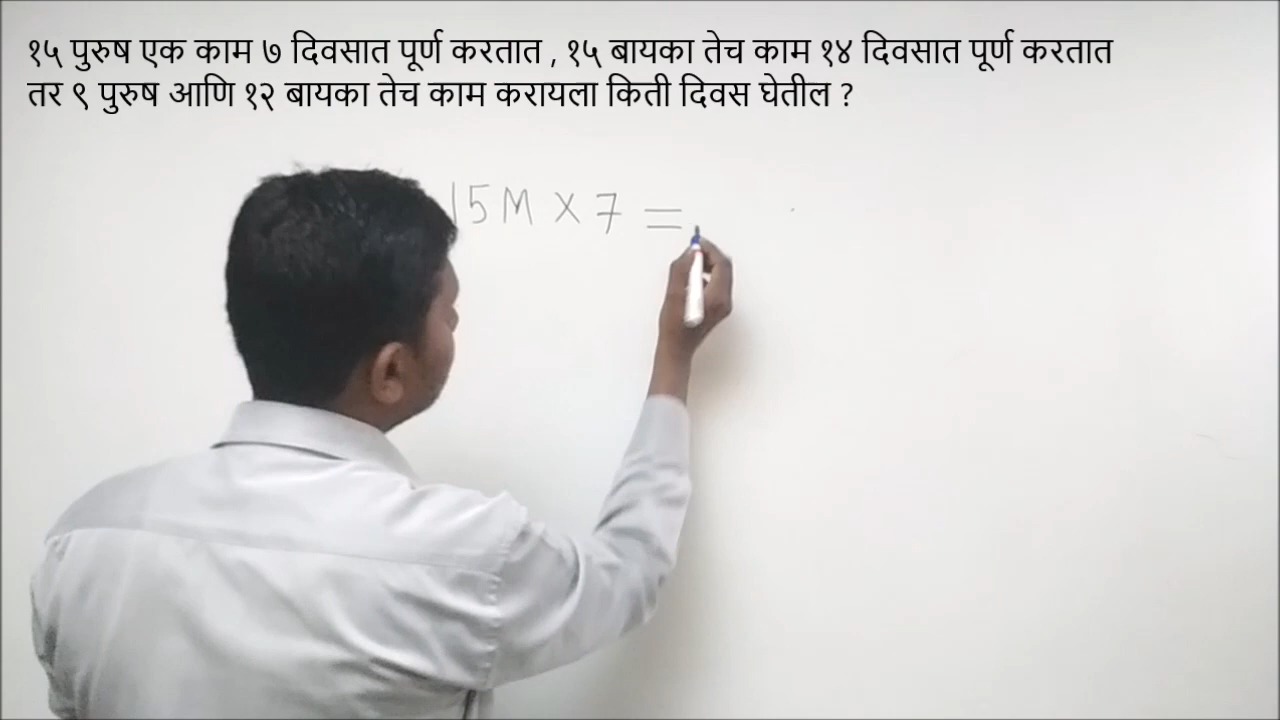 १५ पुरुष एक काम ७ दिवसात पूर्ण करतात , १५ बायका तेच काम १४ दिवसात पूर्ण करतात
तर ९ पुरुष आणि १२ बायका तेच काम करायला किती दिवस घेतील ?
15M × 7 =